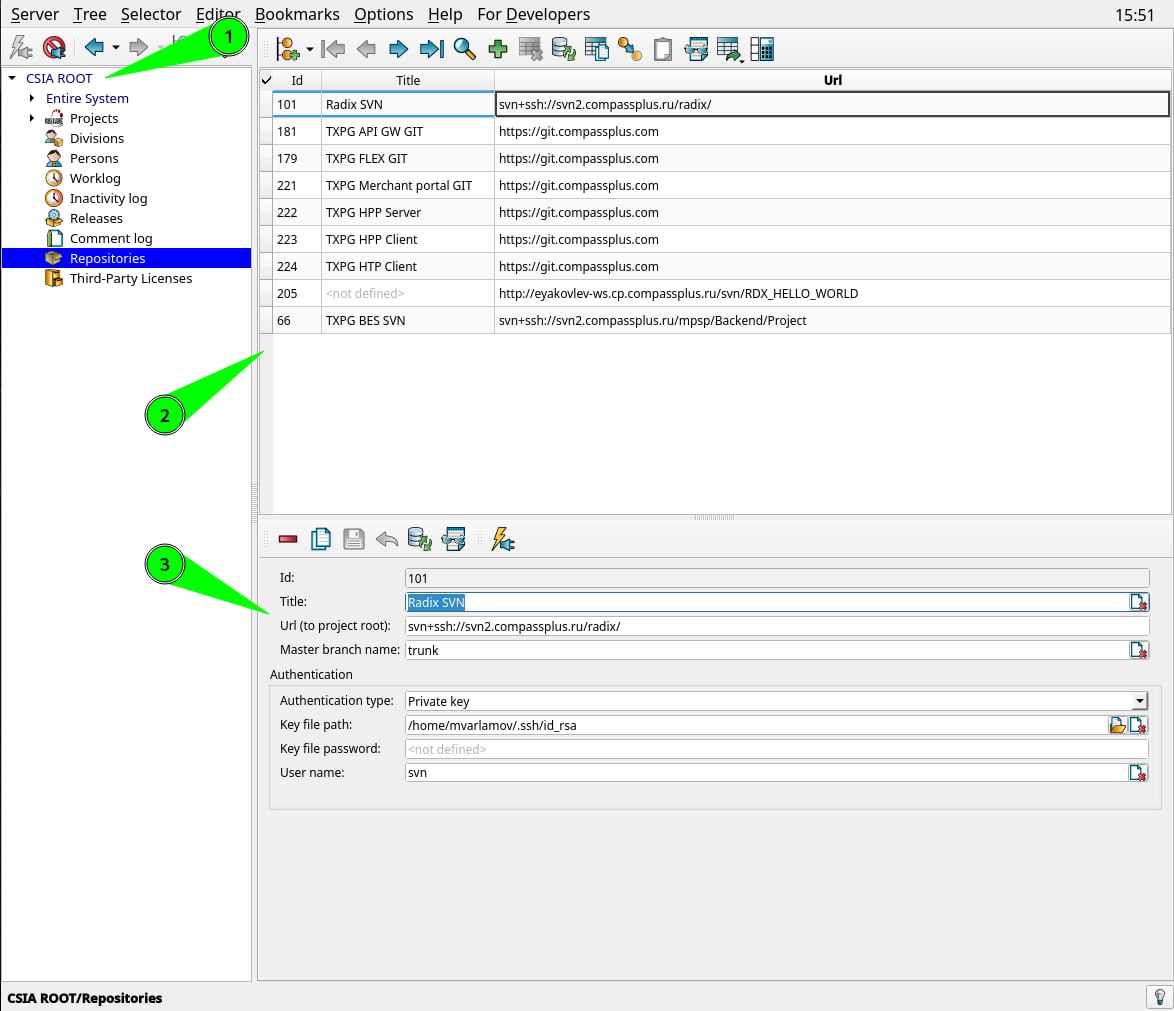 Server Tree Selector Editor Bookmarks Options Help For Developers 15:51
1
CSIA ROOT
Entire System
Projects
Divisions
Persons
Worklog
Inactivity log
Releases
Comment log
Repositories
Third-Party Licenses
Id Title Url
101 Radix SVN svn+ssh://svn2.compassplus.ru/radix/
181 TXPG API GW GIT https://git.compassplus.com
179 TXPG FLEX GIT https://git.compassplus.com
221 TXPG Merchant portal GIT https://git.compassplus.com
222 TXPG HPP Server https://git.compassplus.com
223 TXPG HPP Client https://git.compassplus.com
224 TXPG HTP Client https://git.compassplus.com
205 <not defined> http://eyakovlev-ws.cp.compassplus.ru/svn/RDX_HELLO_WORLD
66 TXPG BES SVN svn+ssh://svn2.compassplus.ru/mpsp/Backend/Project
2
3
Id: 101
Title: Radix SVN
Url (to project root): svn+ssh://svn2.compassplus.ru/radix/
Master branch name: trunk
Authentication
Authentication type: Private key
Key file path: /home/mvarlamov/.ssh/id_rsa
Key file password: <not defined>
User name: svn
CSIA ROOT/Repositories